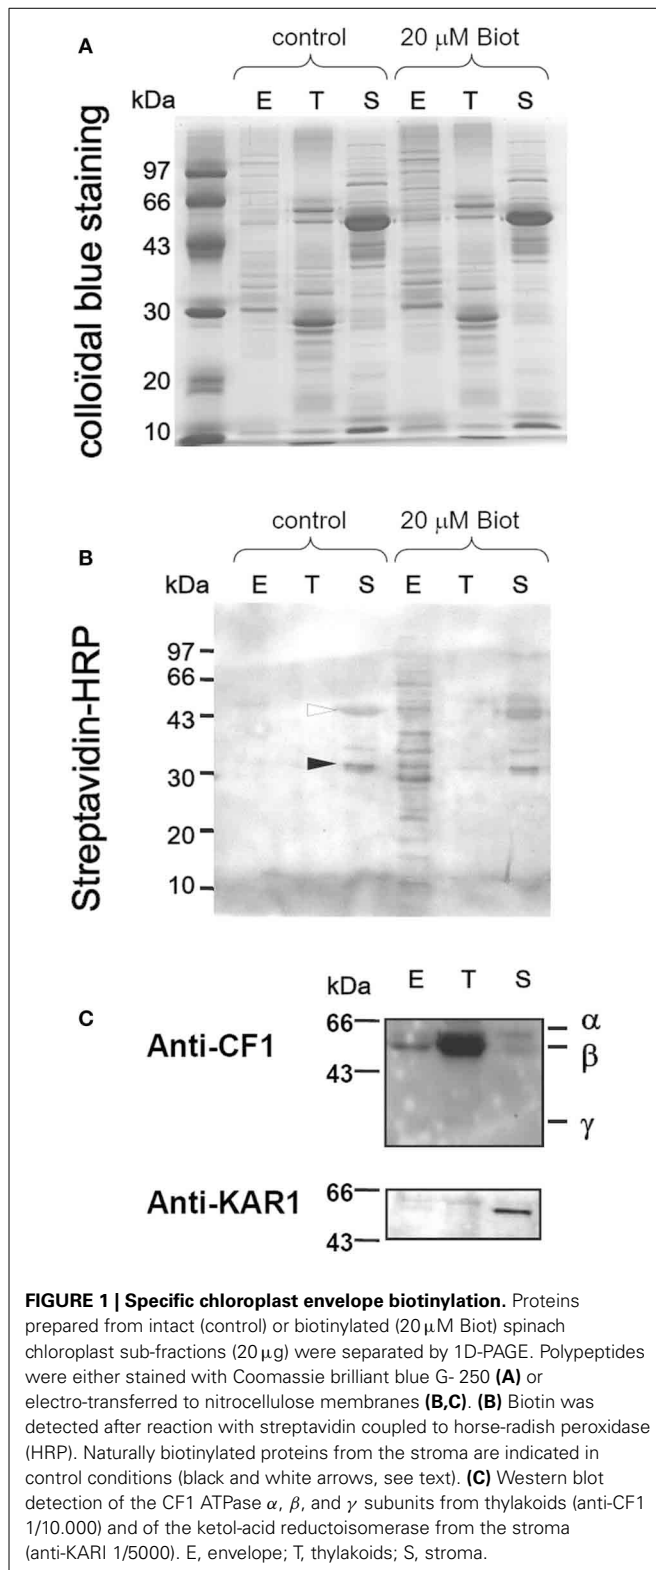 A
control
20 µM Biot
kDa
E T S E T S
97
66
43
30
20
10
colloïdal blue staining
control
20 µM Biot
B
kDa
E T S E T S
97
66
43
30
20
10
Streptavidin-HRP
E T S
kDa
C
66
α
Anti-CF1
β
43
γ
Anti-KAR1
66
43
FIGURE 1 | Specific chloroplast envelope biotinylation. Proteins
prepared from intact (control) or biotinylated (20 µM Biot) spinach
chloroplast sub-fractions (20 µg) were separated by 1D-PAGE. Polypeptides
were either stained with Coomassie brilliant blue G- 250 (A) or
electro-transferred to nitrocellulose membranes (B,C). (B) Biotin was
detected after reaction with streptavidin coupled to horse-radish peroxidase
(HRP). Naturally biotinylated proteins from the stroma are indicated in
control conditions (black and white arrows, see text). (C) Western blot
detection of the CF1 ATPase α, β, and γ subunits from thylakoids (anti-CF1
1/10.000) and of the ketol-acid reductoisomerase from the stroma
(anti-KARI 1/5000). E, envelope; T, thylakoids; S, stroma.